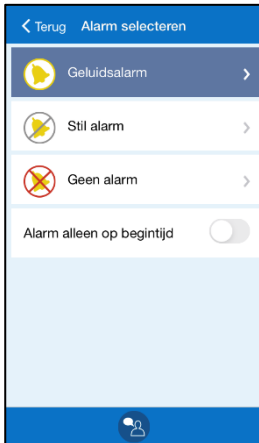 Terug Alarm selecteren
Geluidsalarm
Stil alarm
Geen alarm
Alarm alleen op begintijd